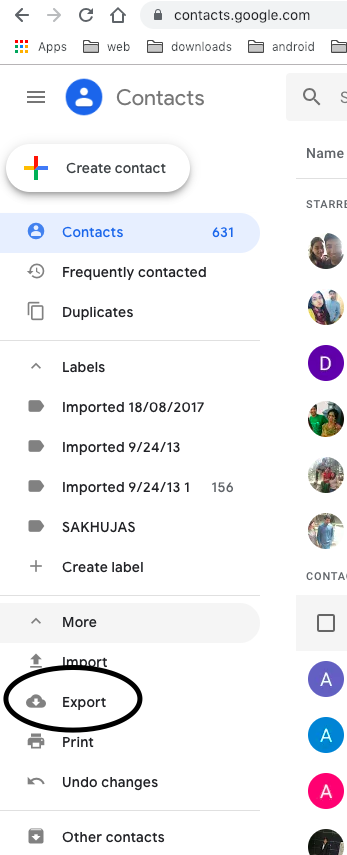 contacts.google.com
Apps web downloads android
Contacts
S
Create contact
Name
Contacts 631
STARRE
Frequently contacted
Duplicates
D
Labels
Imported 18/08/2017
Imported 9/24/13
Imported 9/24/13 1 156
SAKHUJAS
Create label
CONTA
More
Import
A
Export
A
Print
Undo changes
A
Other contacts